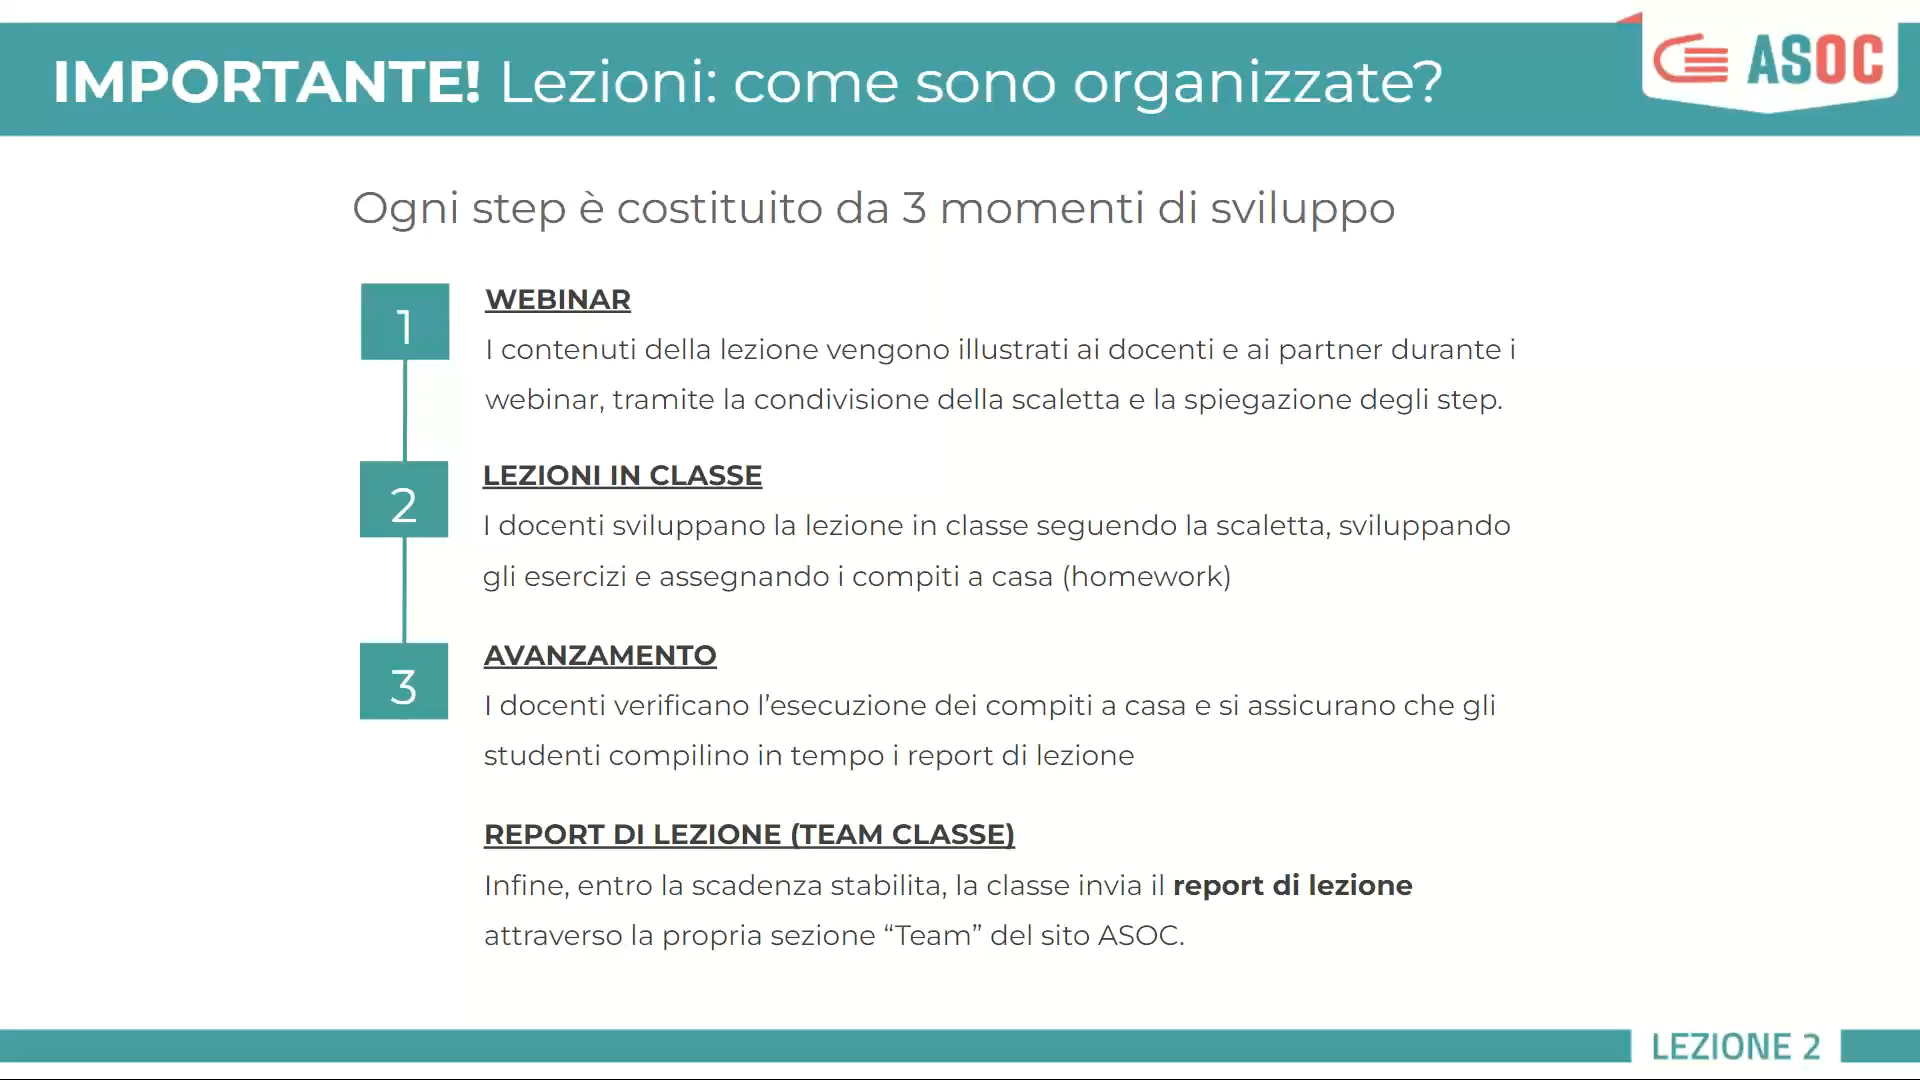 IMPORTANTE! Lezioni: come sono organizzate?
ASOC
Ogni step è costituito da 3 momenti di sviluppo
1
WEBINAR
I contenuti della lezione vengono illustrati ai docenti e ai partner durante i
webinar, tramite la condivisione della scaletta e la spiegazione degli step.
2
LEZIONI IN CLASSE
I docenti sviluppano la lezione in classe seguendo la scaletta, sviluppando
gli esercizi e assegnando i compiti a casa (homework)
3
AVANZAMENTO
I docenti verificano l’esecuzione dei compiti a casa e si assicurano che gli
studenti compilino in tempo i report di lezione
REPORT DI LEZIONE (TEAM CLASSE)
Infine, entro la scadenza stabilita, la classe invia il report di lezione
attraverso la propria sezione “Team” del sito ASOC.
LEZIONE 2